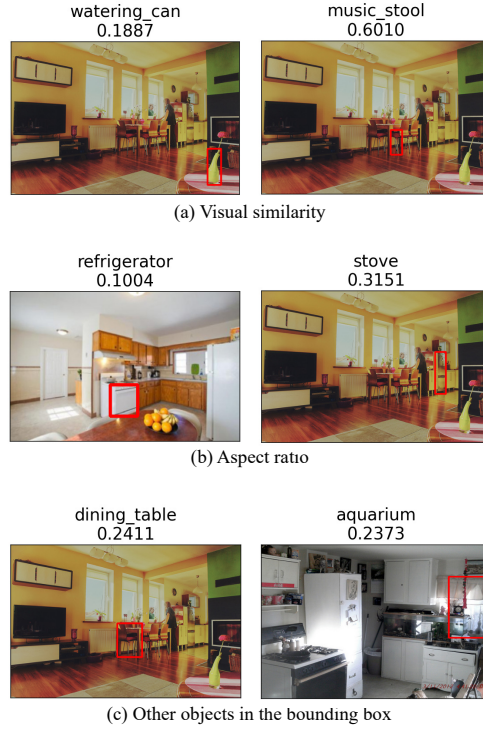 watering_can music_stool
0.1887 0.6010
(a) Visual similarity
refrigerator stove
0.1004 0.3151
(b) Aspect ratio
dining_table aquarium
0.2411 0.2373
(c) Other objects in the bounding box